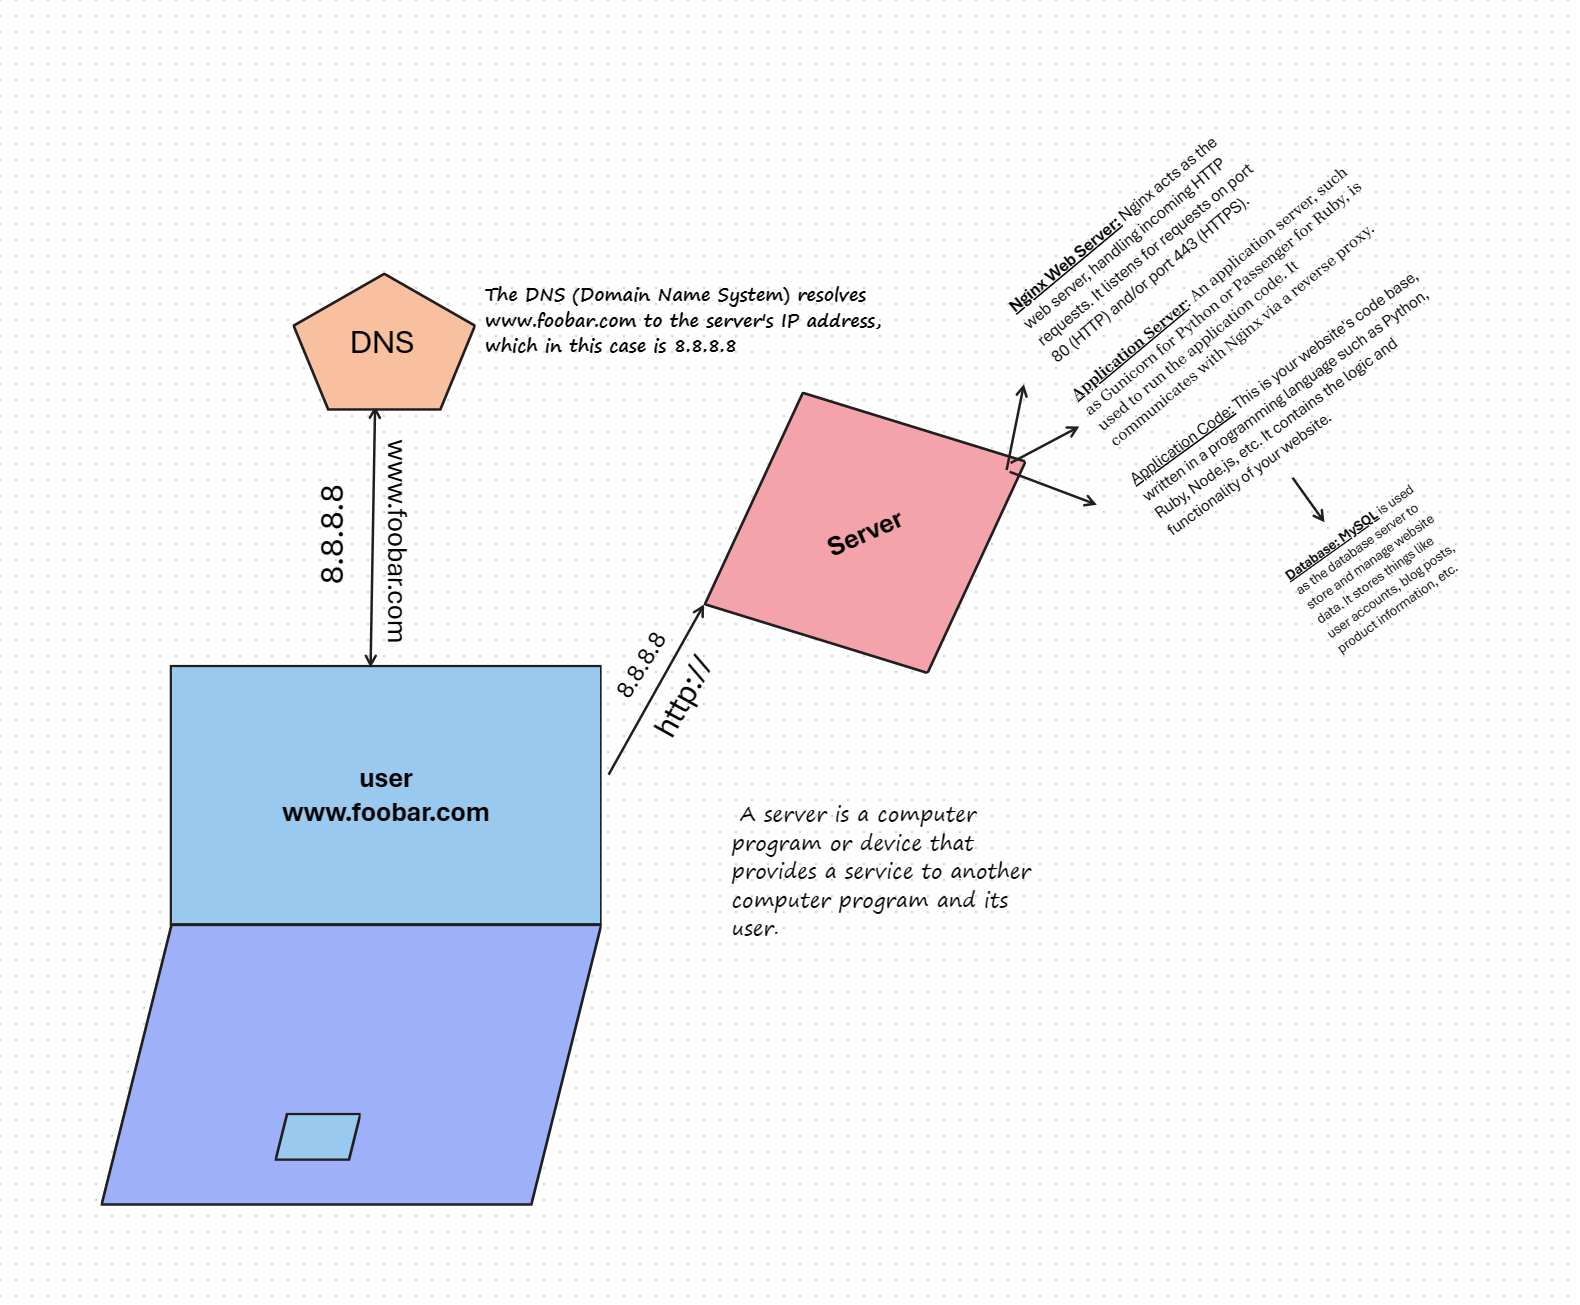 DNS
The DNS (Domain Name System) resolves
www.foobar.com to the server's IP address,
which in this case is 8.8.8.8
8.8.8.8
www.foobar.com
user
www.foobar.com
8.8.8.8
http://
Server
A server is a computer
program or device that
provides a service to another
computer program and its
user.
Nginx Web Server: Nginx acts as the
web server, handling incoming HTTP
requests. It listens for requests on port
80 (HTTP) and/or port 443 (HTTPS).
Application Server: An application server, such
as Gunicorn for Python or Passenger for Ruby, is
used to run the application code. It
communicates with Nginx via a reverse proxy.
Application Code: This is your website's code base,
written in a programming language such as Python,
Ruby, Node.js, etc. It contains the logic and
functionality of your website.
Database: MySQL is used
as the database server to
store and manage website
data. It stores things like
user accounts, blog posts,
product information, etc.